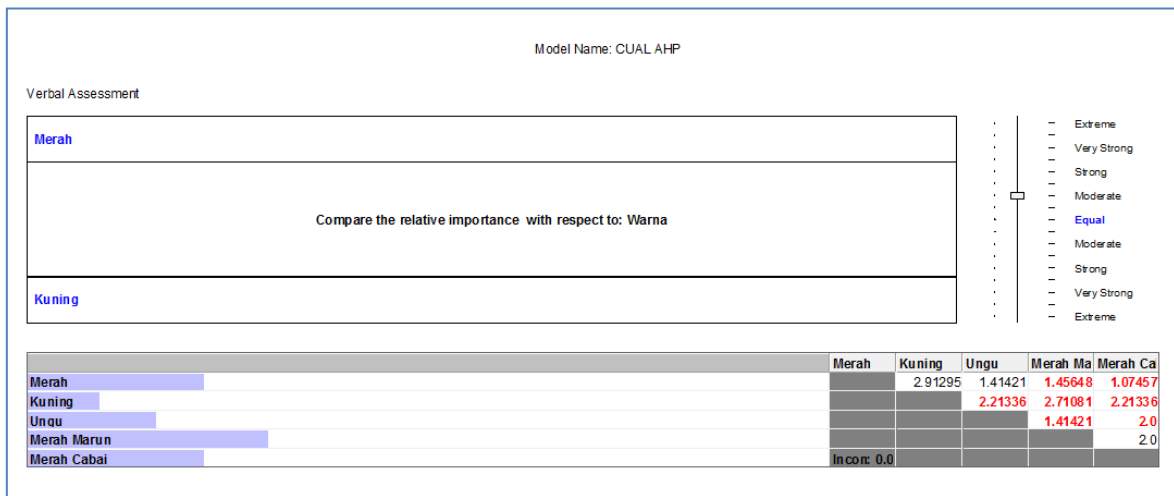 Model Name: CUAL AHP
Verbal Assessment
Merah
Compare the relative importance with respect to: Warna
Kuning
Extreme
Very Strong
Strong
Moderate
Equal
Moderate
Strong
Very Strong
Extreme
Merah Kuning Ungu Merah Ma Merah Ca
Merah 2.91295 1.41421 1.45648 1.07457
Kuning 2.21336 2.71081 2.21336
Ungu 1.41421 2.0
Merah Marun 2.0
Merah Cabai Incon: 0.0